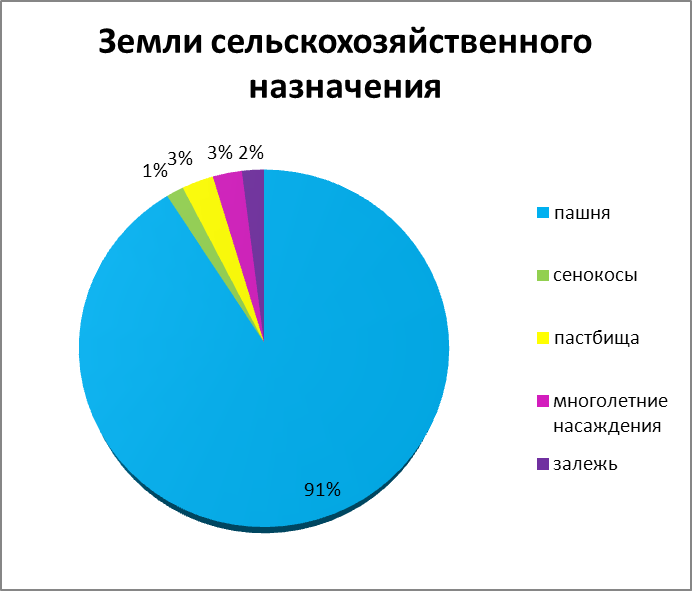 Земли сельскохозяйственного
назначения
1%
3%
3%
2%
91%
пашня
сенокосы
пастбища
многолетние
насаждения
залежь